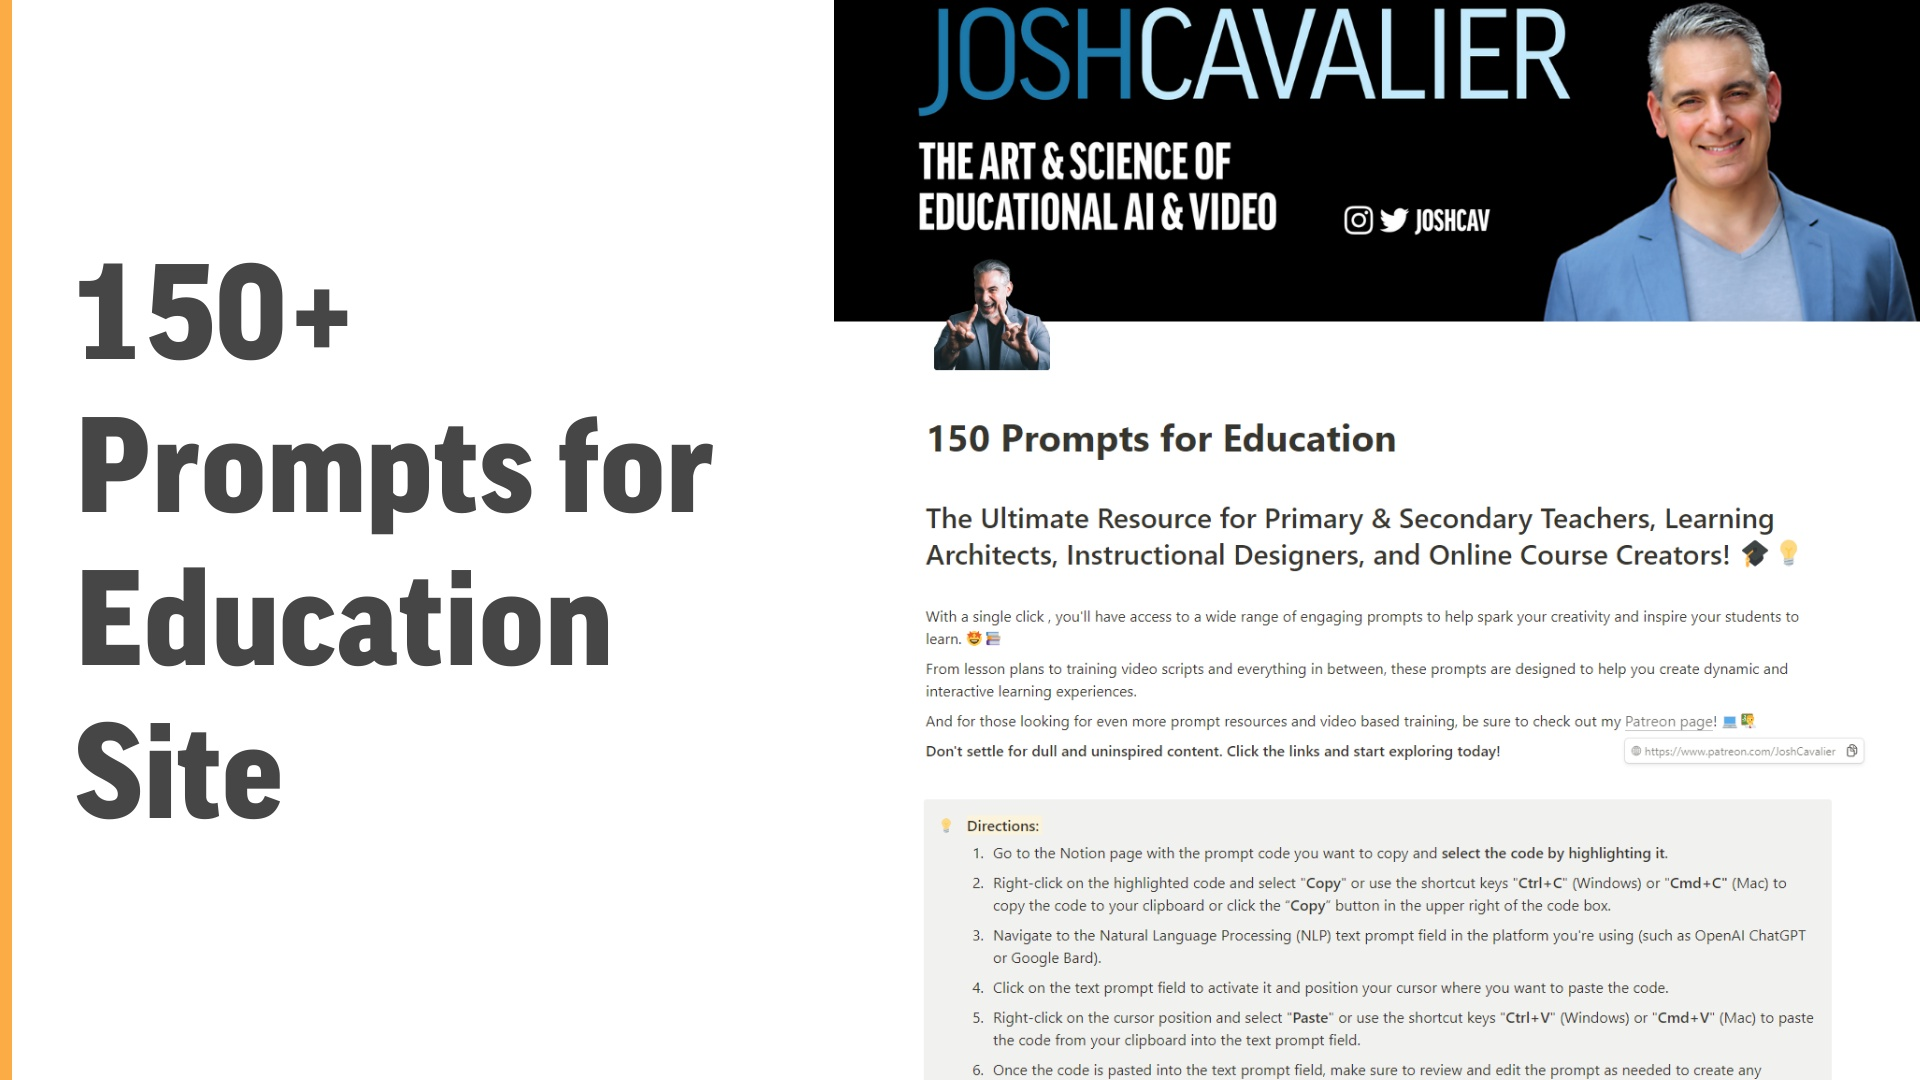 150+
Prompts for
Education
Site
JOSHCAVALIER
THE ART & SCIENCE OF
EDUCATIONAL AI & VIDEO
JOSHCAV
150 Prompts for Education
The Ultimate Resource for Primary & Secondary Teachers, Learning
Architects, Instructional Designers, and Online Course Creators! 🎓💡
With a single click , you'll have access to a wide range of engaging prompts to help spark your creativity and inspire your students to
learn. 🤩📚
From lesson plans to training video scripts and everything in between, these prompts are designed to help you create dynamic and
interactive learning experiences.
And for those looking for even more prompt resources and video based training, be sure to check out my Patreon page! 💻👩‍🏫
Don't settle for dull and uninspired content. Click the links and start exploring today!
https://www.patreon.com/JoshCavalier
💡 Directions:
1. Go to the Notion page with the prompt code you want to copy and select the code by highlighting it.
2. Right-click on the highlighted code and select "Copy" or use the shortcut keys "Ctrl+C" (Windows) or "Cmd+C" (Mac) to
copy the code to your clipboard or click the "Copy" button in the upper right of the code box.
3. Navigate to the Natural Language Processing (NLP) text prompt field in the platform you're using (such as OpenAI ChatGPT
or Google Bard).
4. Click on the text prompt field to activate it and position your cursor where you want to paste the code.
5. Right-click on the cursor position and select "Paste" or use the shortcut keys "Ctrl+V" (Windows) or "Cmd+V" (Mac) to paste
the code from your clipboard into the text prompt field.
6. Once the code is pasted into the text prompt field, make sure to review and edit the prompt as needed to create any